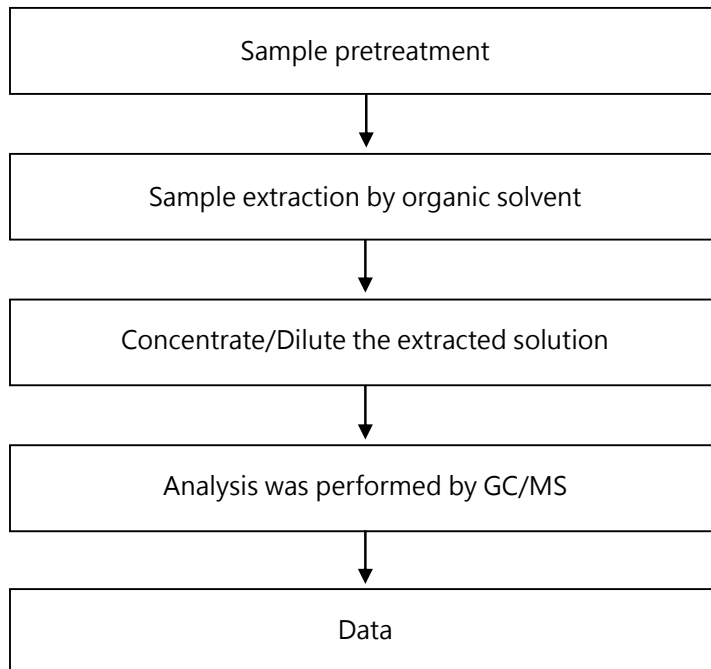 Sample pretreatment
Sample extraction by organic solvent
Concentrate/Dilute the extracted solution
Analysis was performed by GC/MS
Data